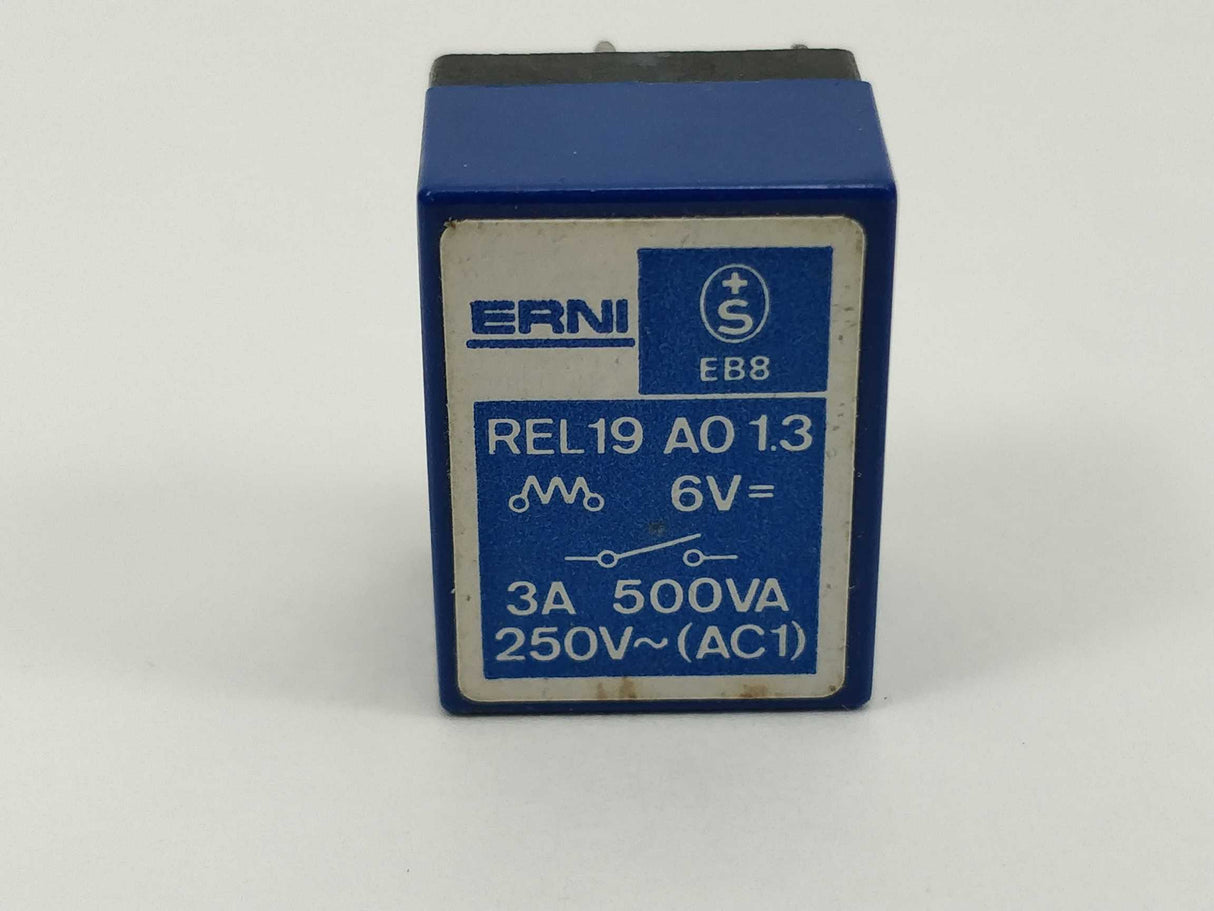 ERNI
+S
EB8
REL19 AO 1.3
6V=
3A 500VA
250V~(AC1)